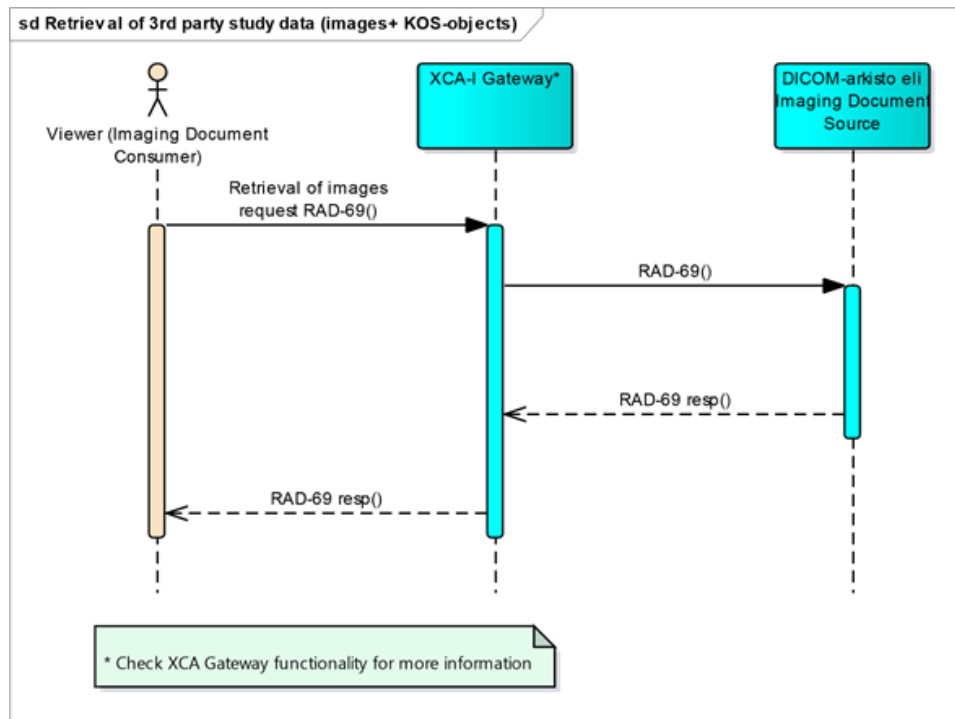 sd Retrieval of 3rd party study data (images+ KOS-objects)
XCA-I Gateway*
DICOM-arkisto eli
Imaging Document
Source
Viewer (Imaging Document
Consumer)
Retrieval of images
request RAD-69()
RAD-69()
RAD-69 resp()
RAD-69 resp()
* Check XCA Gateway functionality for more information